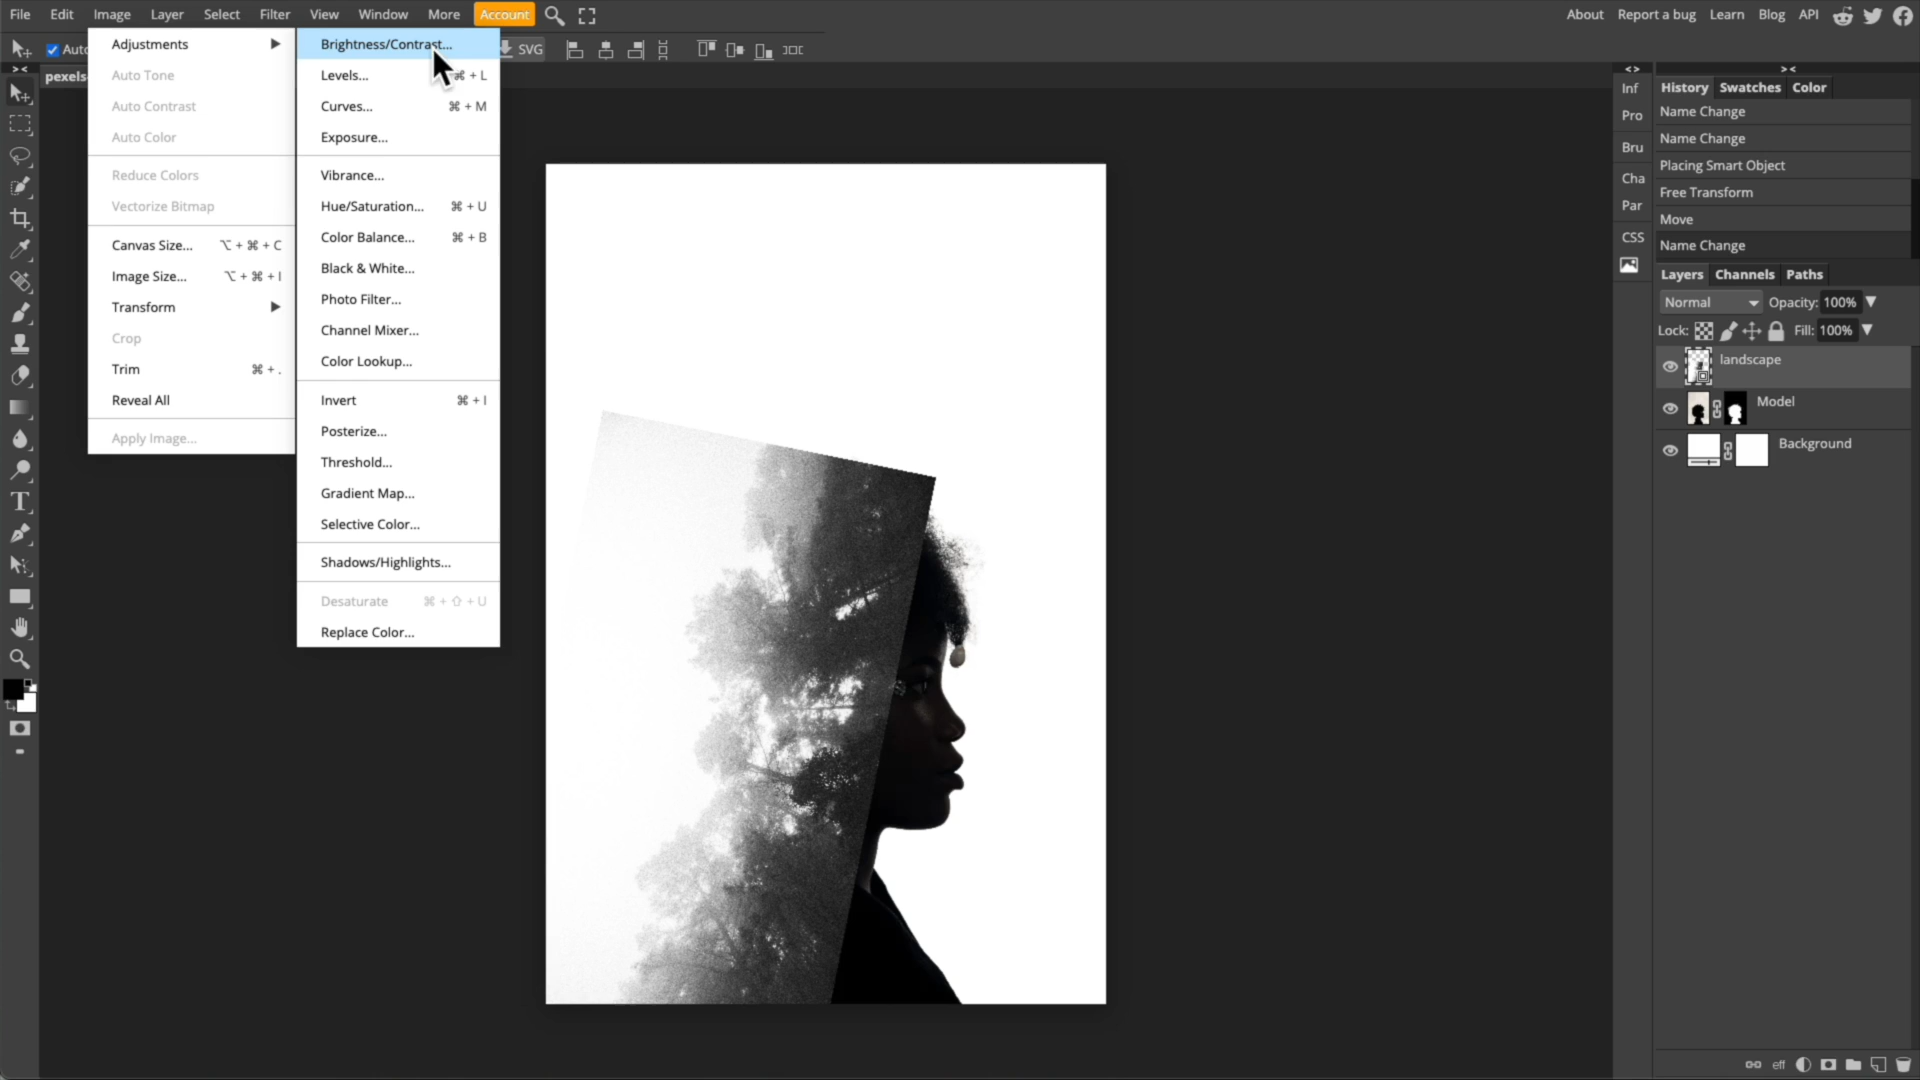 File Edit Image Layer Select Filter View Window More Account About Report a bug Learn Blog API
Auto SVG
pexels
Adjustments
Auto Tone
Auto Contrast
Auto Color
Reduce Colors
Vectorize Bitmap
Canvas Size... ⌥ + ⌘ + C
Image Size... ⌥ + ⌘ + I
Transform
Crop
Trim ⌘ + .
Reveal All
Apply Image...
Brightness/Contrast...
Levels... ⌘ + L
Curves... ⌘ + M
Exposure...
Vibrance...
Hue/Saturation... ⌘ + U
Color Balance... ⌘ + B
Black & White...
Photo Filter...
Channel Mixer...
Color Lookup...
Invert ⌘ + I
Posterize...
Threshold...
Gradient Map...
Selective Color...
Shadows/Highlights...
Desaturate ⌘ + ⇧ + U
Replace Color...
Inf
Pro
Bru
Cha
Par
CSS
History Swatches Color
Name Change
Name Change
Placing Smart Object
Free Transform
Move
Name Change
Layers Channels Paths
Normal Opacity: 100%
Lock: Fill: 100%
landscape
Model
Background
eff